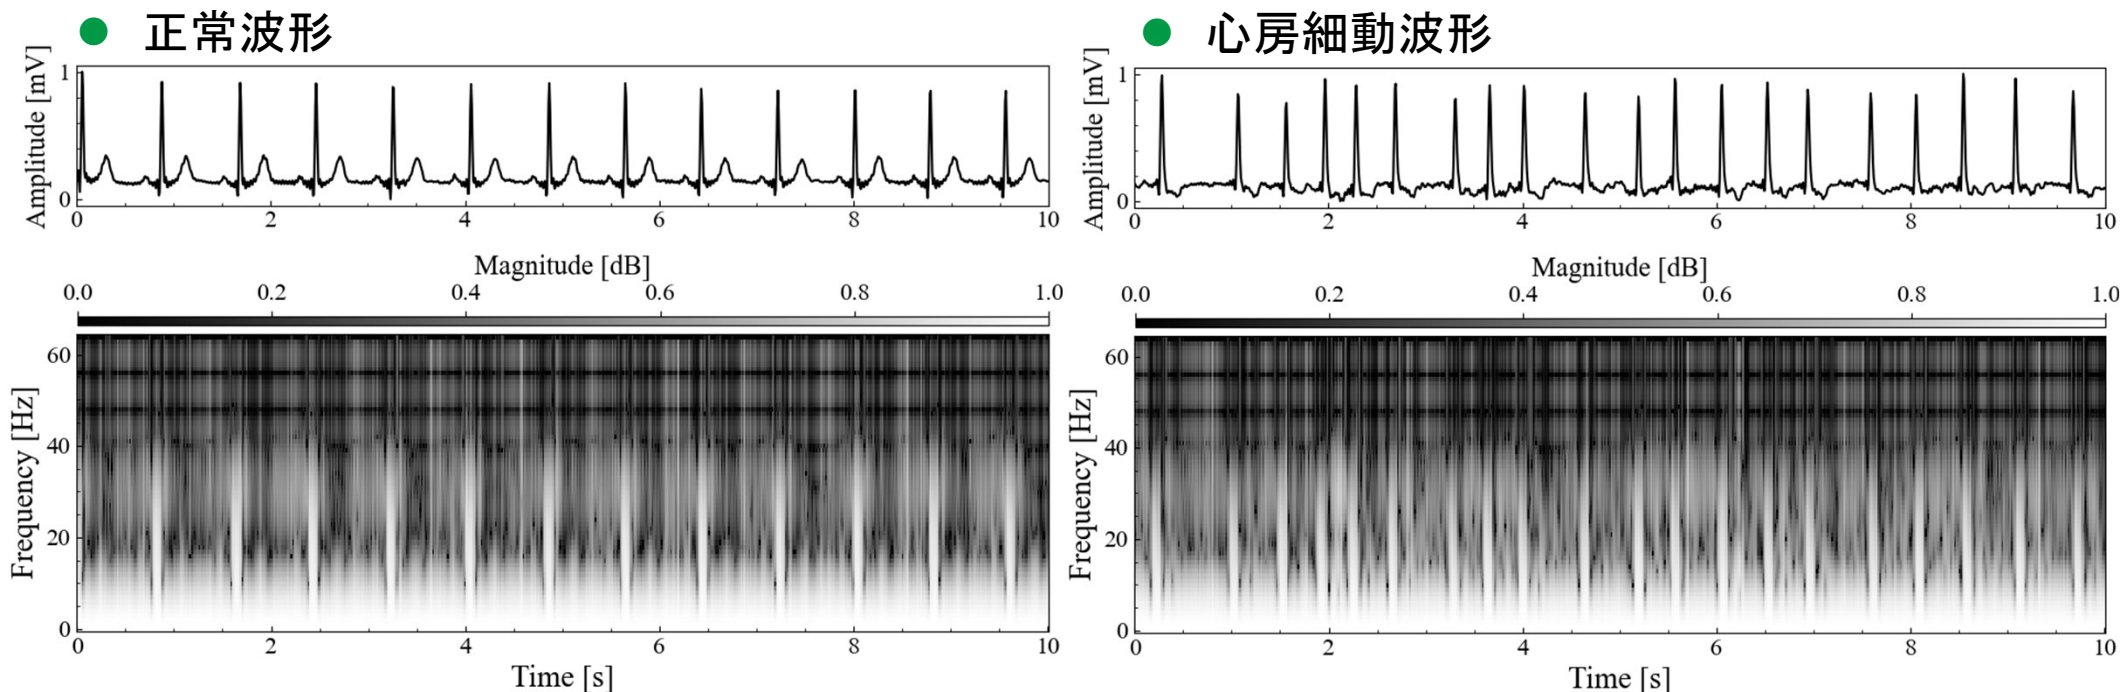 ● 正常波形
Amplitude [mV]
1
0
0 2 4 6 8 10
Magnitude [dB]
0.0 0.2 0.4 0.6 0.8 1.0
Frequency [Hz]
60
40
20
0
0 2 4 6 8 10
Time [s]
● 心房細動波形
Amplitude [mV]
1
0
0 2 4 6 8 10
Magnitude [dB]
0.0 0.2 0.4 0.6 0.8 1.0
Frequency [Hz]
60
40
20
0
0 2 4 6 8 10
Time [s]